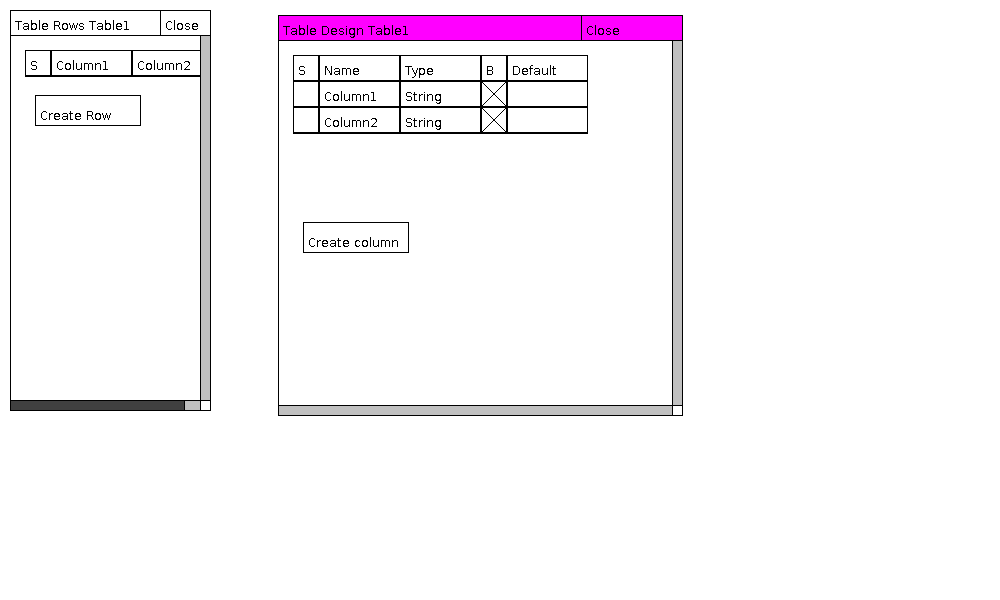 Table Rows Table1 Close
S Column1 Column2
Create Row
Table Design Table1 Close
S Name Type B Default
Column1 String
Column2 String
Create column